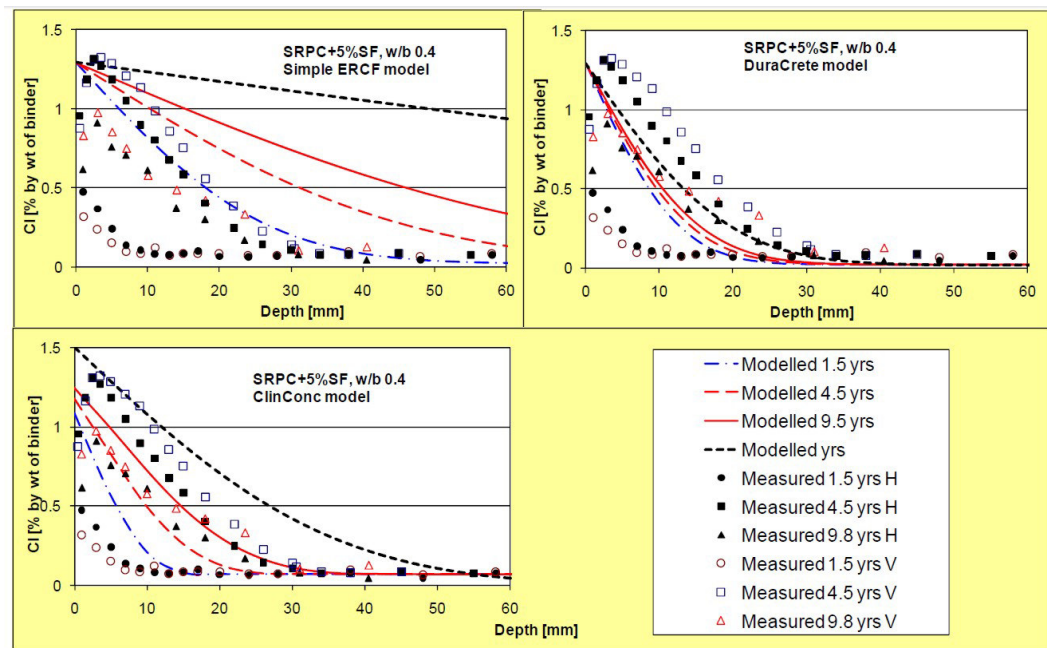 SRPC+5%SF, w/b 0.4
Simple ERCF model
Cl [% by wt of binder]
1.5
1
0.5
0
0 10 20 30 40 50 60
Depth [mm]
SRPC+5%SF, w/b 0.4
DuraCrete model
Cl [% by wt of binder]
1.5
1
0.5
0
0 10 20 30 40 50 60
Depth [mm]
SRPC+5%SF, w/b 0.4
ClinConc model
Cl [% by wt of binder]
1.5
1
0.5
0
0 10 20 30 40 50 60
Depth [mm]
Modelled 1.5 yrs
Modelled 4.5 yrs
Modelled 9.5 yrs
Modelled yrs
Measured 1.5 yrs H
Measured 4.5 yrs H
Measured 9.8 yrs H
Measured 1.5 yrs V
Measured 4.5 yrs V
Measured 9.8 yrs V